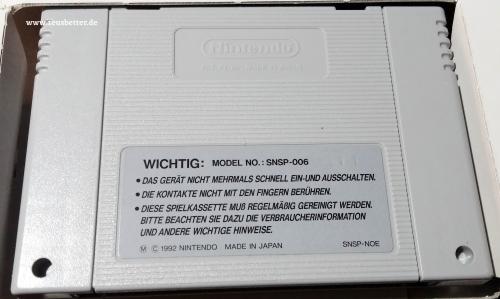 www.reusbetter.de
Nintendo
WICHTIG: MODEL NO.: SNSP-006
• DAS GERÄT NICHT MEHRMALS SCHNELL EIN-UND AUSSCHALTEN.
• DIE KONTAKTE NICHT MIT DEN FINGERN BERÜHREN.
• DIESE SPIELKASSETTE MUß REGELMÄßIG GEREINIGT WERDEN.
BITTE BEACHTEN SIE DAZU DIE VERBRAUCHERINFORMATION
UND ANDERE WICHTIGE HINWEISE.
Ⓜ © 1992 NINTENDO MADE IN JAPAN SNSP-NOE